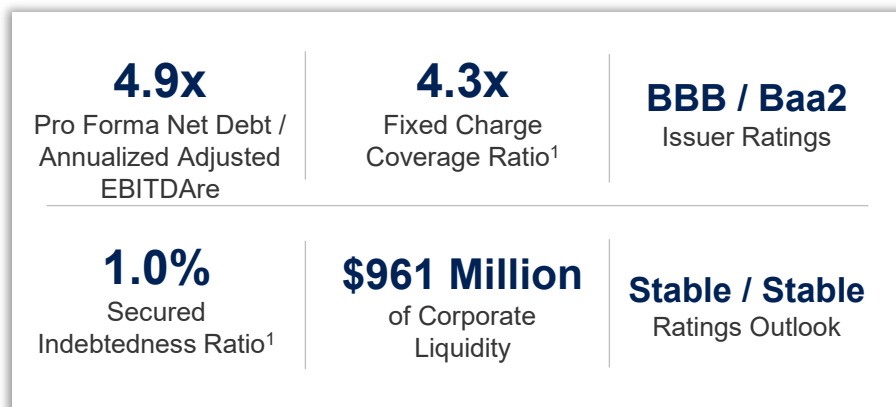 4.9x
Pro Forma Net Debt /
Annualized Adjusted
EBITDAre
4.3x
Fixed Charge
Coverage Ratio¹
BBB / Baa2
Issuer Ratings
1.0%
Secured
Indebtedness Ratio¹
$961 Million
of Corporate
Liquidity
Stable / Stable
Ratings Outlook